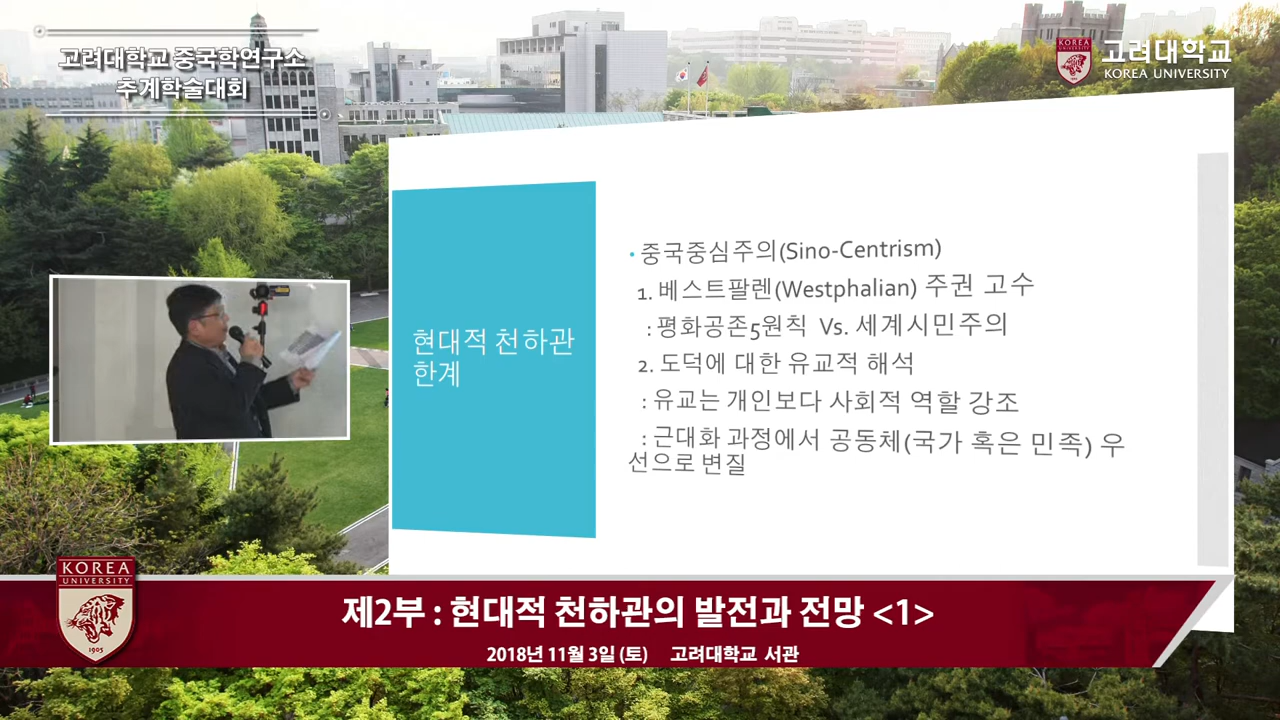 고려대학교 중국학연구소
추계학술대회
KOREA
고려대학교
KOREA UNIVERSITY
현대적 천하관
한계
• 중국중심주의(Sino-Centrism)
1. 베스트팔렌(Westphalian) 주권 고수
: 평화공존5원칙 Vs. 세계시민주의
2. 도덕에 대한 유교적 해석
: 유교는 개인보다 사회적 역할 강조
: 근대화 과정에서 공동체(국가 혹은 민족) 우
선으로 변질
KOREA
UNIVERSITY
1905
제2부 : 현대적 천하관의 발전과 전망 <1>
2018년 11월 3일 (토) 고려대학교 서관